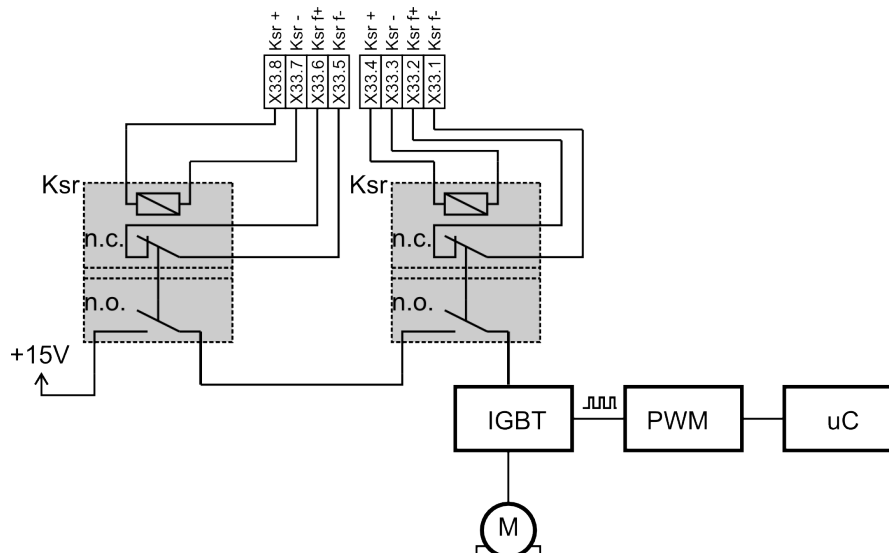 Ksr +
Ksr -
Ksr f+
Ksr f-
Ksr +
Ksr -
Ksr f+
Ksr f-
X33.8
X33.7
X33.6
X33.5
X33.4
X33.3
X33.2
X33.1
Ksr
Ksr
n.c.
n.c.
n.o.
n.o.
+15V
IGBT
PWM
uC
M